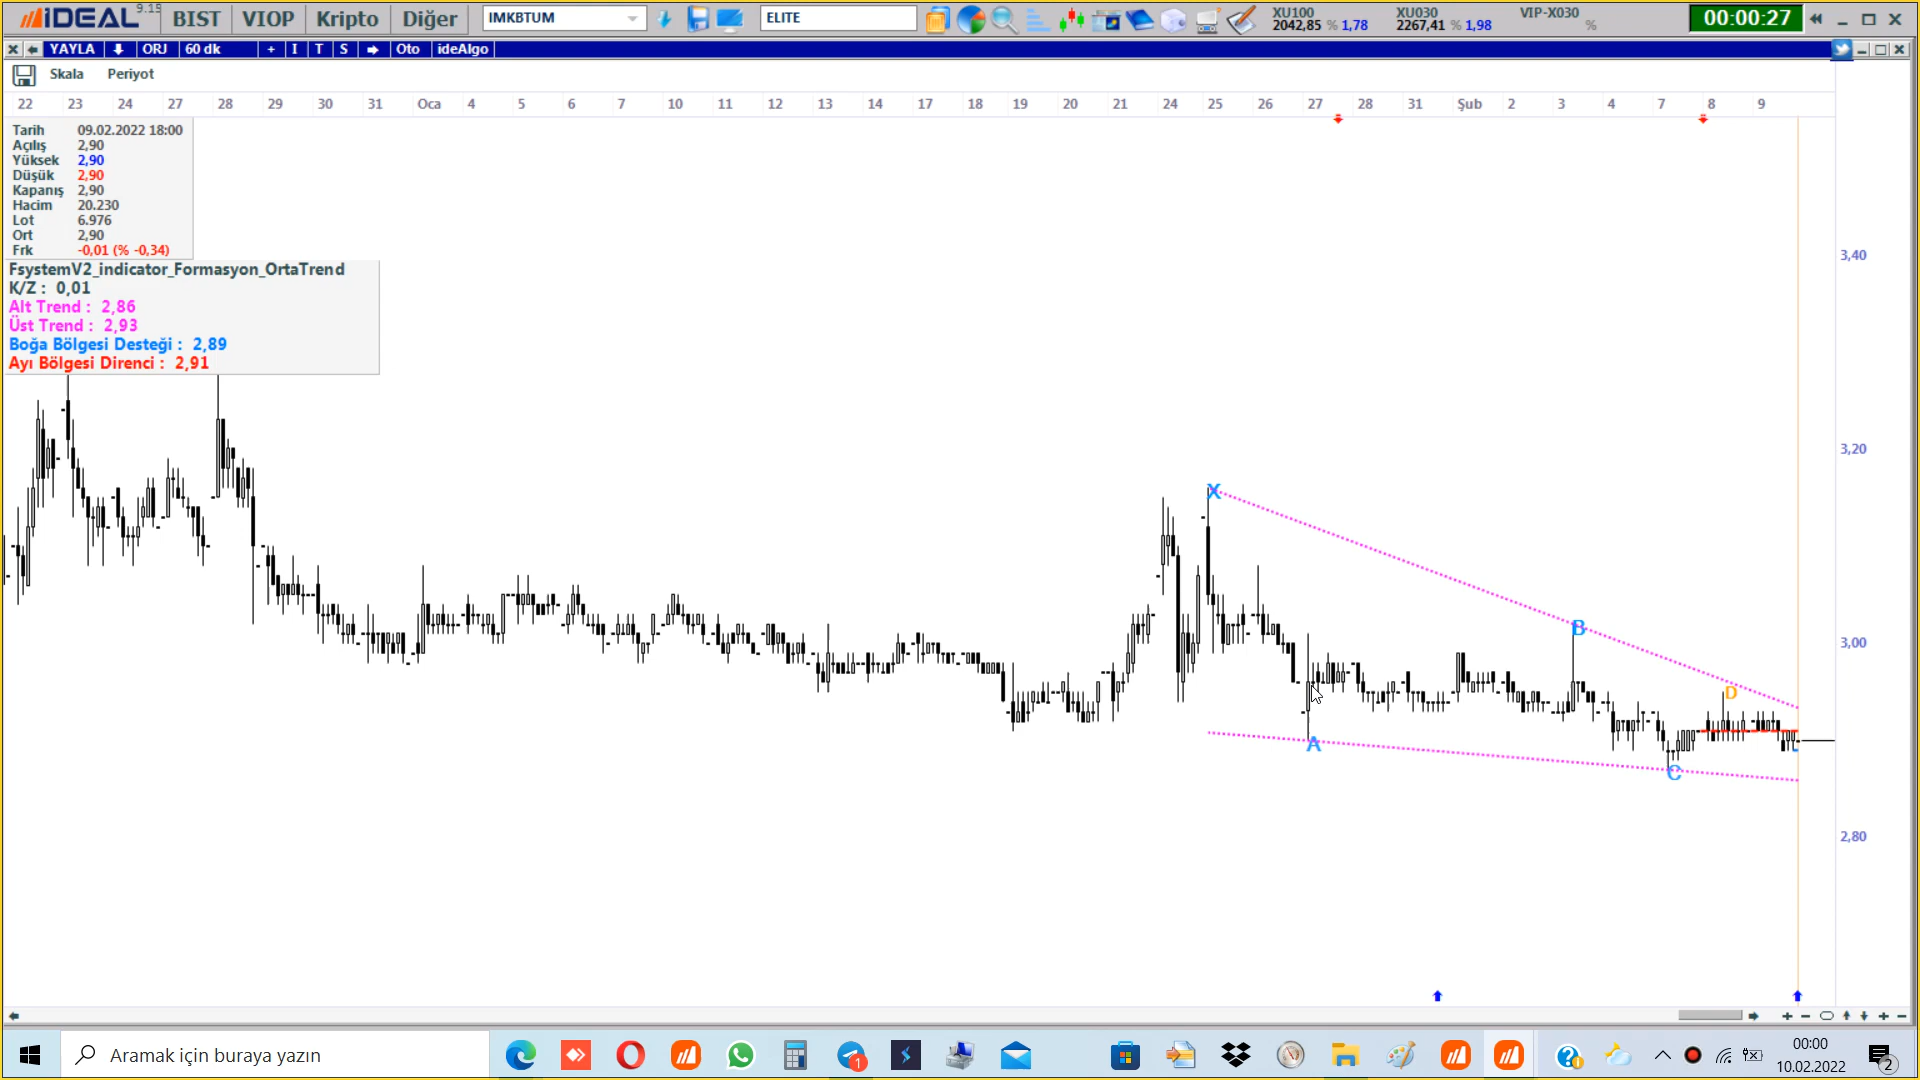 iDEAL 9.15 BIST VIOP Kripto Diğer IMKBTUM ELITE XU100 XU030 VIP-X030 00:00:27
2042,85 % 1,78 2267,41 % 1,98 %
YAYLA ORJ 60 dk + I T S Oto ideAlgo
Skala Periyot
22 23 24 27 28 29 30 31 Oca 4 5 6 7 10 11 12 13 14 17 18 19 20 21 24 25 26 27 28 31 Şub 2 3 4 7 8 9
Tarih 09.02.2022 18:00
Açılış 2,90
Yüksek 2,90
Düşük 2,90
Kapanış 2,90
Hacim 20.230
Lot 6.976
Ort 2,90
Frk -0,01 (% -0,34)
FsystemV2_indicator_Formasyon_OrtaTrend
K/Z : 0,01
Alt Trend : 2,86
Üst Trend : 2,93
Boğa Bölgesi Desteği : 2,89
Ayı Bölgesi Direnci : 2,91
3,40
3,20
X
B
3,00
D
A
C
2,80
Aramak için buraya yazın
1
00:00
10.02.2022
2